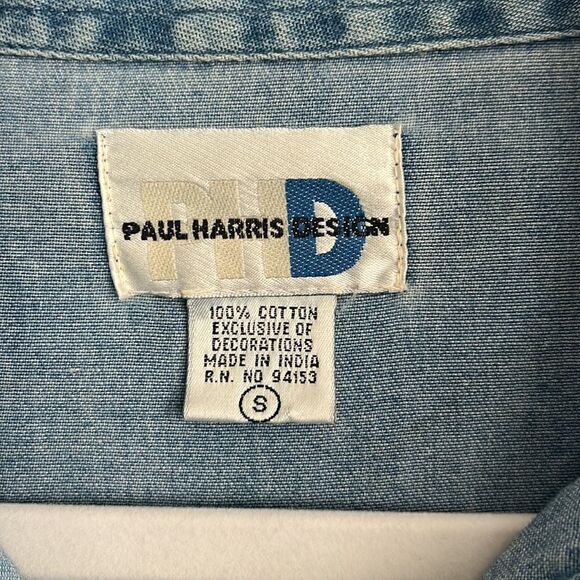 PHD
PAUL HARRIS DESIGN
100% COTTON
EXCLUSIVE OF
DECORATIONS
MADE IN INDIA
R.N. NO 94153
S